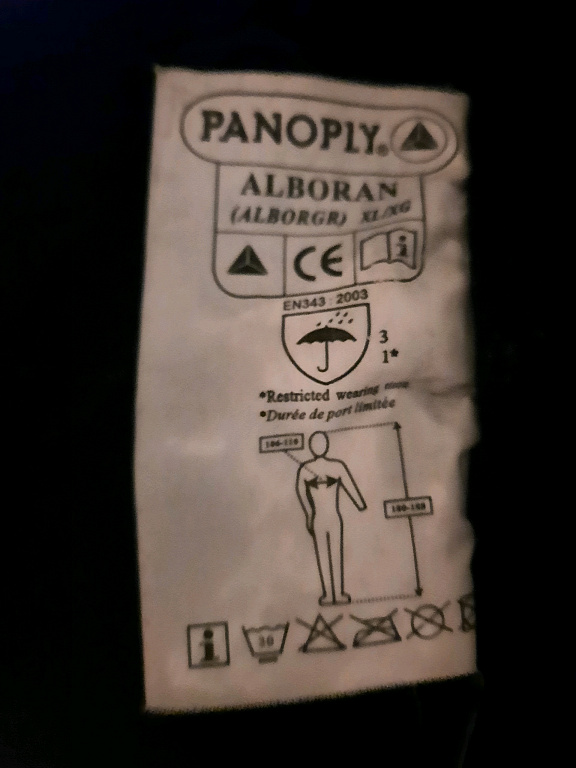 PANOPLY®
ALBORAN
(ALBORGR) XL/XG
CE
i
EN343 : 2003
3
1*
*Restricted wearing
*Durée de port limitée
106-110
180-188
i
30